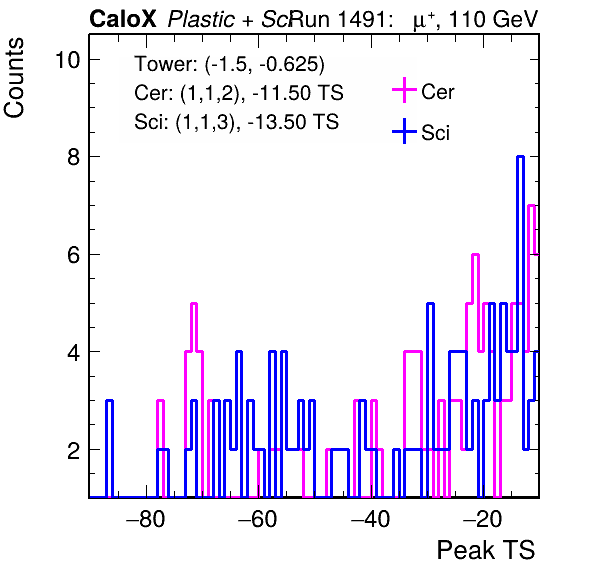 CaloX Plastic + Sci Run 1491: μ⁺, 110 GeV
Tower: (-1.5, -0.625)
Cer: (1,1,2), -11.50 TS
Sci: (1,1,3), -13.50 TS
Cer
Sci
Counts
10
8
6
4
2
−80 −60 −40 −20
Peak TS